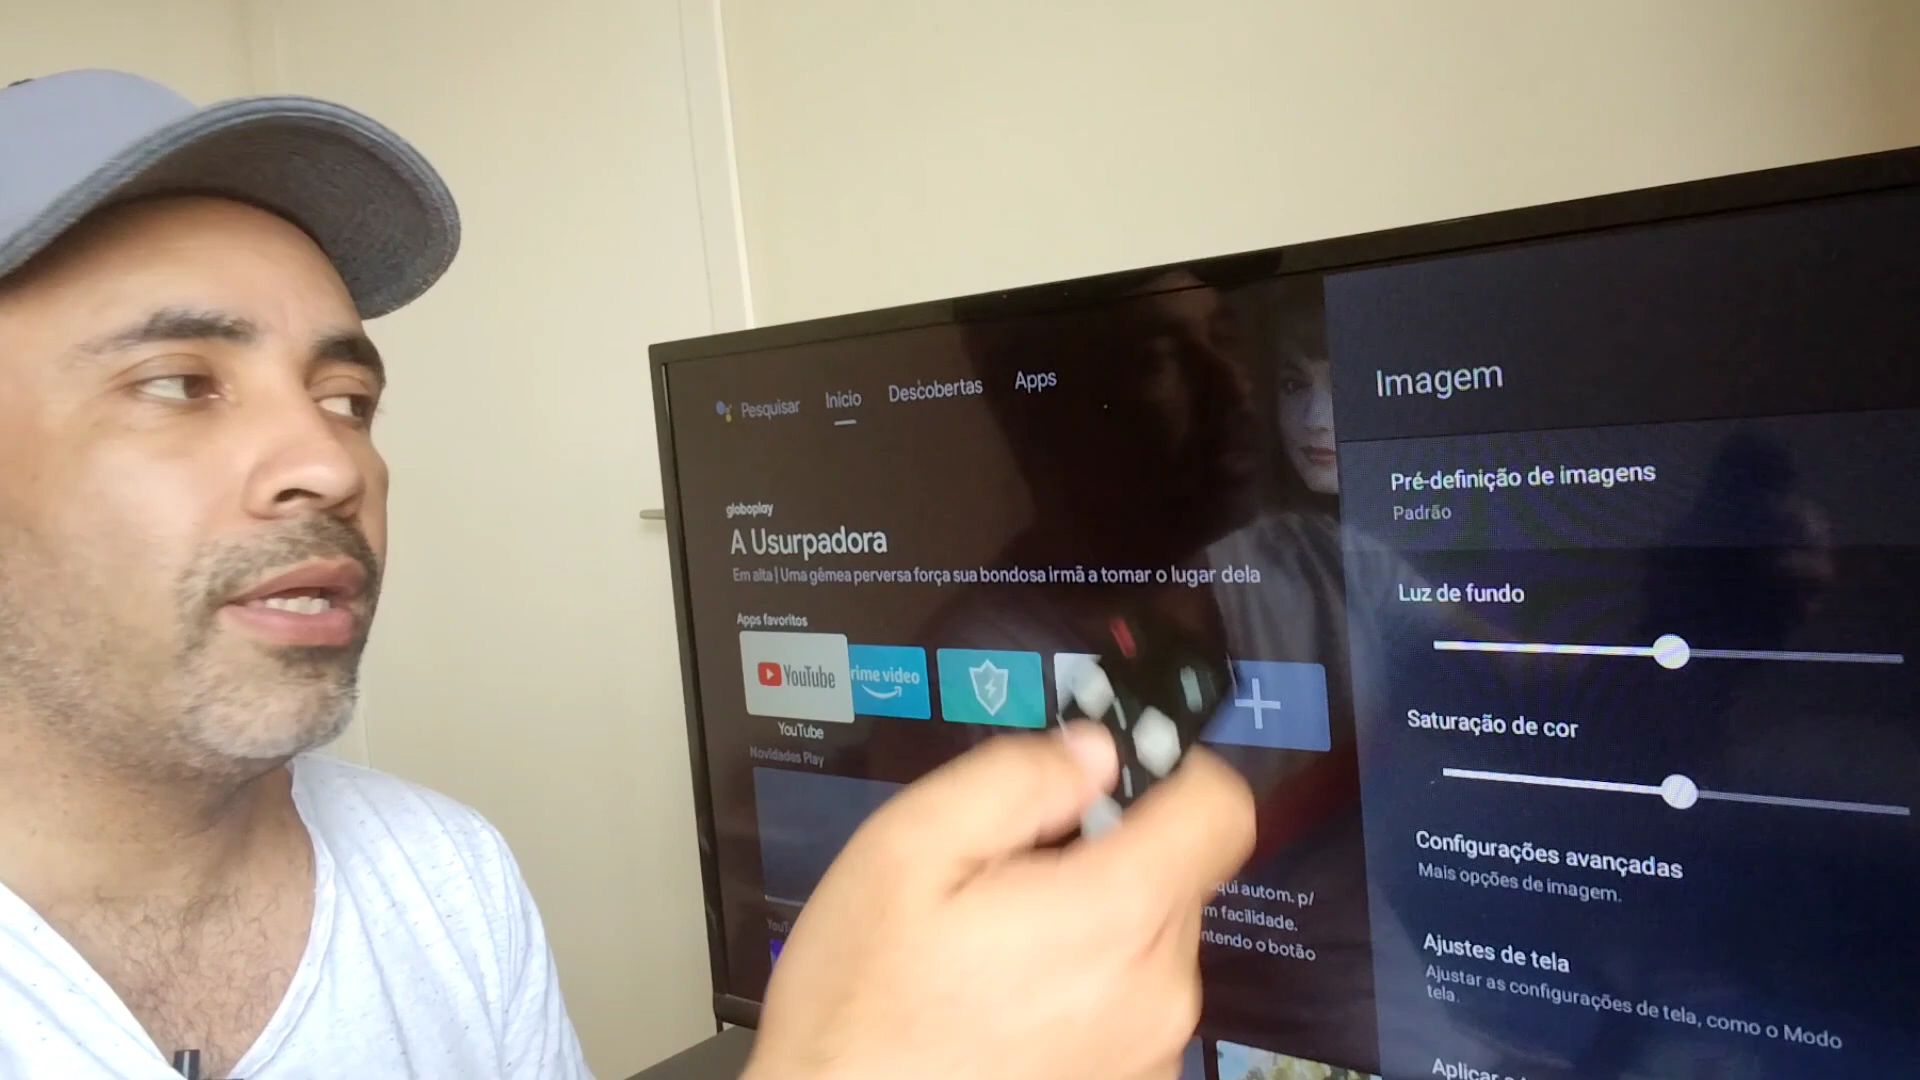 Pesquisar
Início
Descobertas
Apps
globoplay
A Usurpadora
Em alta | Uma gêmea perversa força sua bondosa irmã a tomar o lugar dela
Apps favoritos
YouTube
rime video
YouTube
Novidades Play
qui autom. p/
m facilidade.
ntendo o botão
Imagem
Pré-definição de imagens
Padrão
Luz de fundo
Saturação de cor
Configurações avançadas
Mais opções de imagem.
Ajustes de tela
Ajustar as configurações de tela, como o Modo
tela.
Aplicar